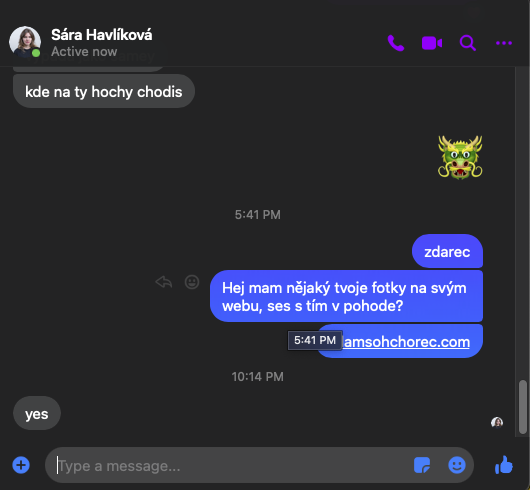 Sára Havlíková
Active now
kde na ty hochy chodis
5:41 PM
zdarec
Hej mam nějaký tvoje fotky na svým
webu, ses s tím v pohode?
5:41 PM
amsohchorec.com
10:14 PM
yes
Type a message...